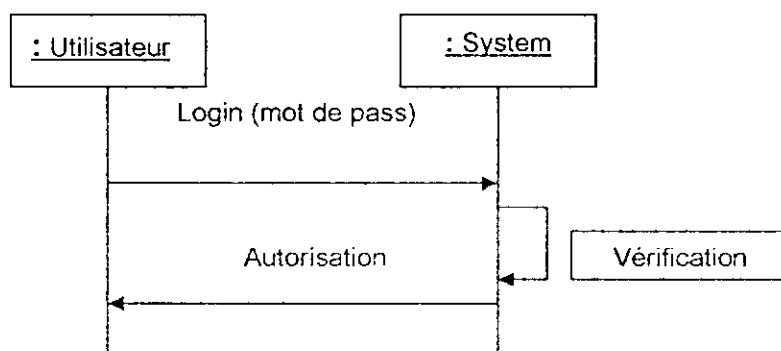 : Utilisateur
: System
Login (mot de pass)
Autorisation
Vérification